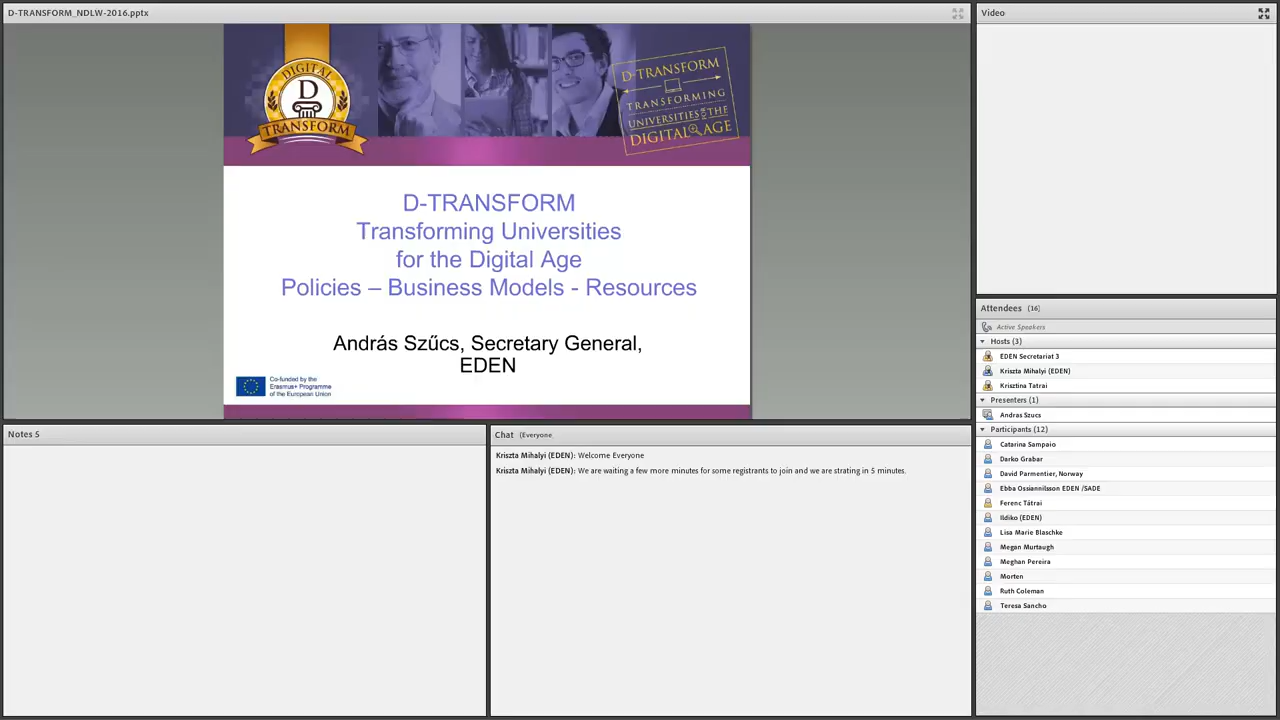 D-TRANSFORM_NDLW-2016.pptx
DIGITAL
D
TRANSFORM
D-TRANSFORM
TRANSFORMING
UNIVERSITIES FOR THE
DIGITAL AGE
D-TRANSFORM
Transforming Universities
for the Digital Age
Policies – Business Models - Resources
András Szűcs, Secretary General,
EDEN
Co-funded by the
Erasmus+ Programme
of the European Union
Notes 5
Chat (Everyone
Kriszta Mihalyi (EDEN): Welcome Everyone
Kriszta Mihalyi (EDEN): We are waiting a few more minutes for some registrants to join and we are strating in 5 minutes.
Video
Attendees (16)
Active Speakers
Hosts (3)
EDEN Secretariat 3
Kriszta Mihalyi (EDEN)
Krisztina Tatrai
Presenters (1)
Andras Szucs
Participants (12)
Catarina Sampaio
Darko Grabar
David Parmentier, Norway
Ebba Ossiannilsson EDEN /SADE
Ferenc Tátrai
Ildiko (EDEN)
Lisa Marie Blaschke
Megan Murtaugh
Meghan Pereira
Morten
Ruth Coleman
Teresa Sancho